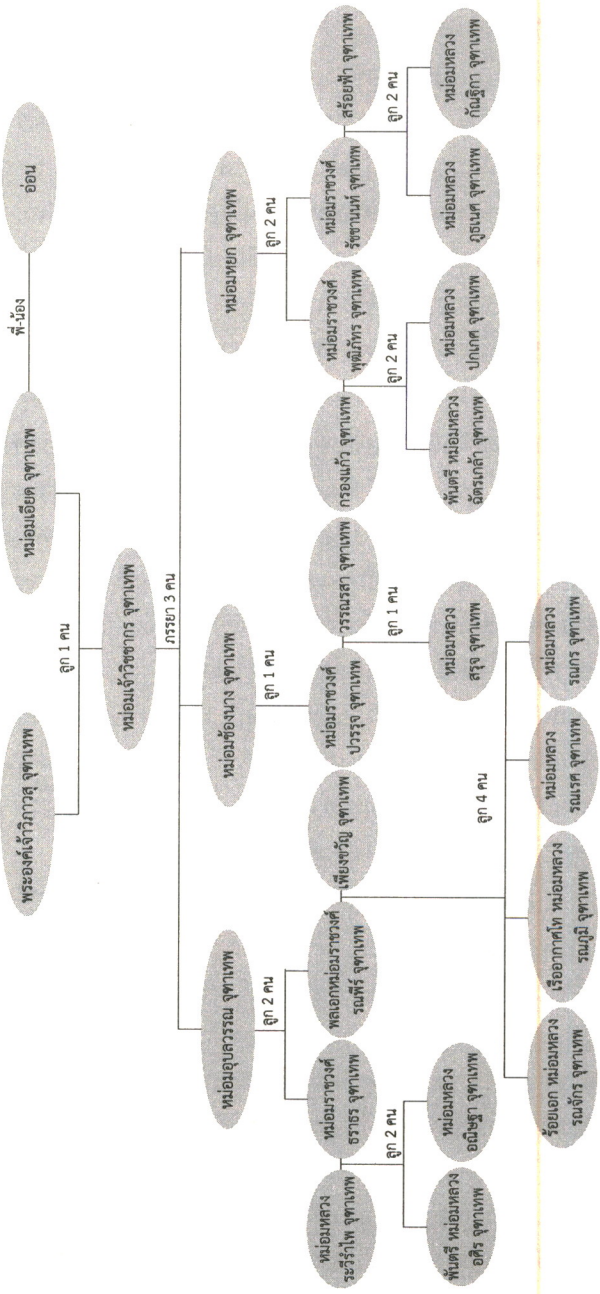 พระองค์เจ้าวิภาวสุ จุฑาเทพ
หม่อมเอียด จุฑาเทพ
พี่-น้อง
อ่อน
ลูก 1 คน
หม่อมเจ้าวิชชากร จุฑาเทพ
ภรรยา 3 คน
หม่อมอุบลวรรณ จุฑาเทพ
หม่อมช้องนาง จุฑาเทพ
หม่อมหยก จุฑาเทพ
ลูก 2 คน
ลูก 1 คน
ลูก 2 คน
หม่อมหลวง
ระวีรำไพ จุฑาเทพ
หม่อมราชวงศ์
ธราธร จุฑาเทพ
พลเอกหม่อมราชวงศ์
รณพีร์ จุฑาเทพ
เพียงขวัญ จุฑาเทพ
หม่อมราชวงศ์
ปวรรุจ จุฑาเทพ
วรรณรสา จุฑาเทพ
กรองแก้ว จุฑาเทพ
หม่อมราชวงศ์
พุฒิภัทร จุฑาเทพ
หม่อมราชวงศ์
รัชชานนท์ จุฑาเทพ
สร้อยฟ้า จุฑาเทพ
ลูก 2 คน
ลูก 4 คน
ลูก 1 คน
ลูก 2 คน
ลูก 2 คน
พันตรี หม่อมหลวง
อศิร จุฑาเทพ
หม่อมหลวง
อณิษฐา จุฑาเทพ
หม่อมหลวง
สรุจ จุฑาเทพ
พันตรี หม่อมหลวง
ฉัตรเกล้า จุฑาเทพ
หม่อมหลวง
ปกเกศ จุฑาเทพ
หม่อมหลวง
ภูธเนศ จุฑาเทพ
หม่อมหลวง
กัณฐิกา จุฑาเทพ
ร้อยเอก หม่อมหลวง
รณจักร จุฑาเทพ
เรืออากาศโท หม่อมหลวง
รณภูมิ จุฑาเทพ
หม่อมหลวง
รณเรศ จุฑาเทพ
หม่อมหลวง
รณกร จุฑาเทพ